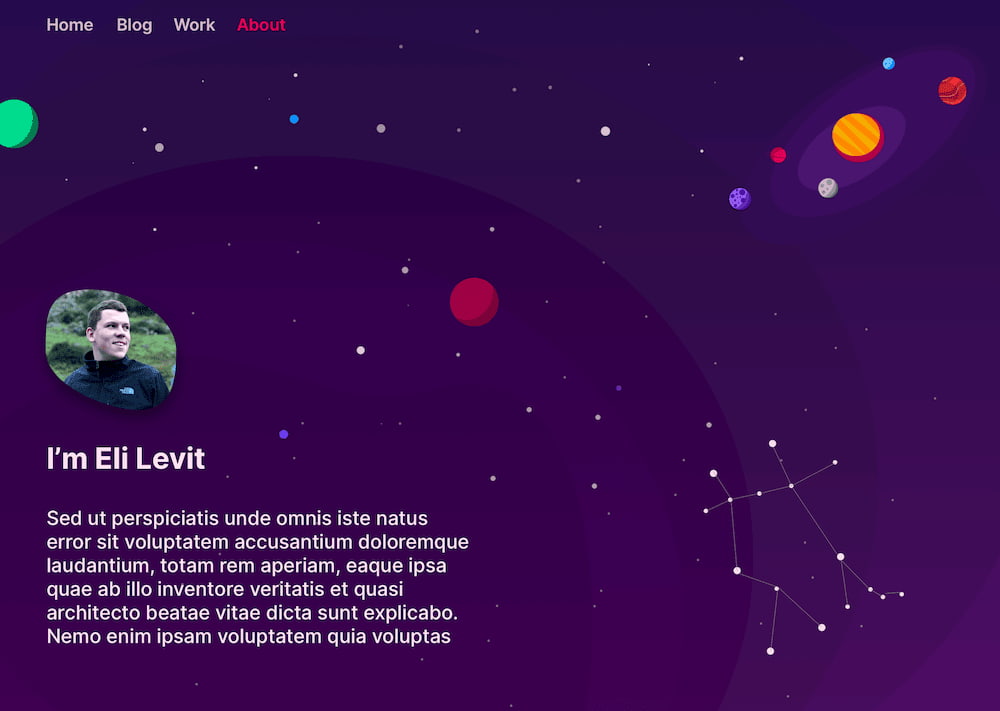 Home Blog Work About
I’m Eli Levit
Sed ut perspiciatis unde omnis iste natus
error sit voluptatem accusantium doloremque
laudantium, totam rem aperiam, eaque ipsa
quae ab illo inventore veritatis et quasi
architecto beatae vitae dicta sunt explicabo.
Nemo enim ipsam voluptatem quia voluptas